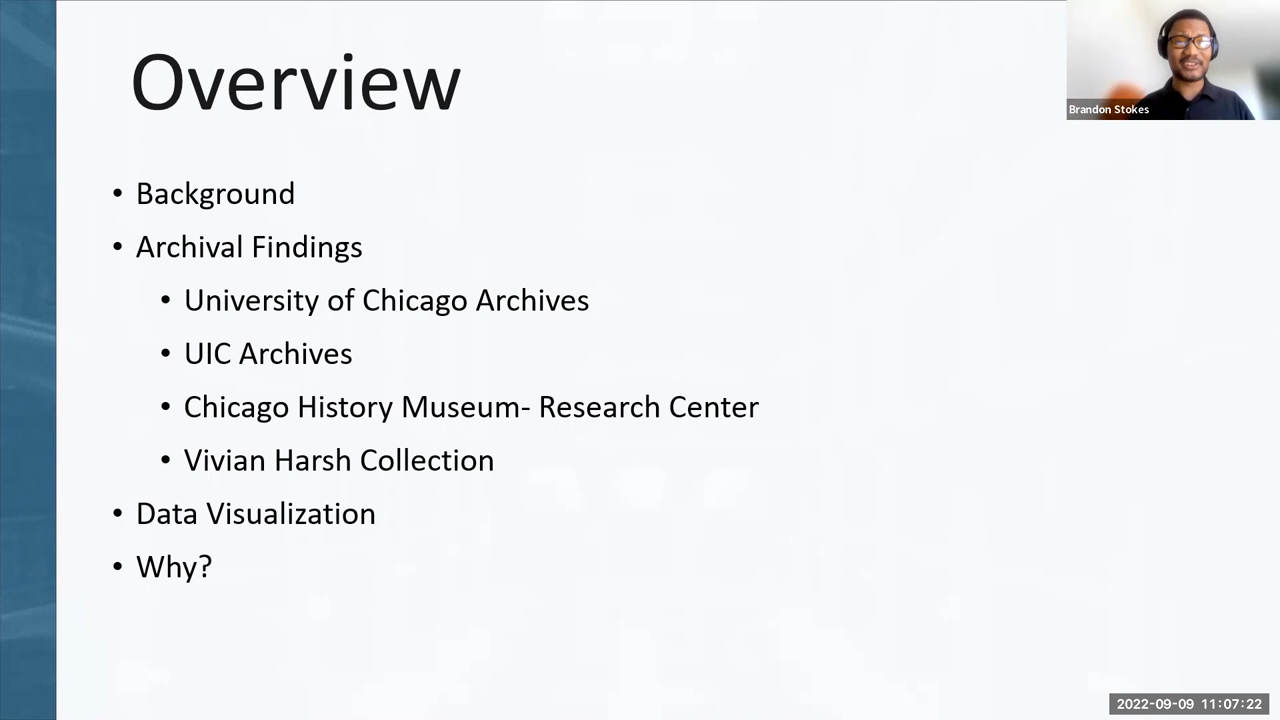 Overview
Brandon Stokes
• Background
• Archival Findings
• University of Chicago Archives
• UIC Archives
• Chicago History Museum- Research Center
• Vivian Harsh Collection
• Data Visualization
• Why?
2022-09-09 11:07:22